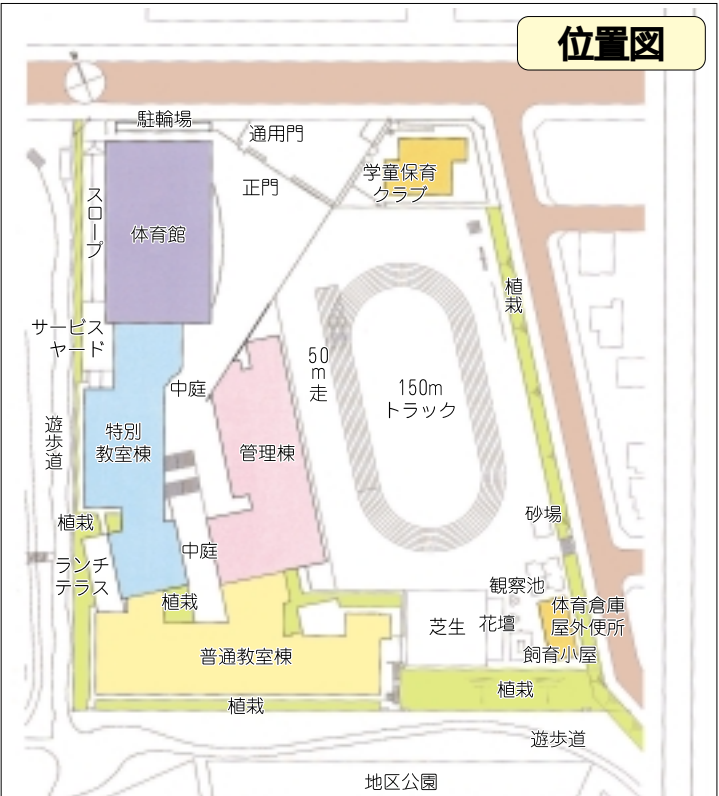 位置図
駐輪場
通用門
正門
学童保育
クラブ
スロープ
体育館
植栽
サービス
ヤード
中庭
50m走
150m
トラック
遊歩道
特別
教室棟
管理棟
植栽
砂場
中庭
ランチ
テラス
植栽
観察池
体育倉庫
屋外便所
芝生
花壇
飼育小屋
普通教室棟
植栽
植栽
遊歩道
地区公園